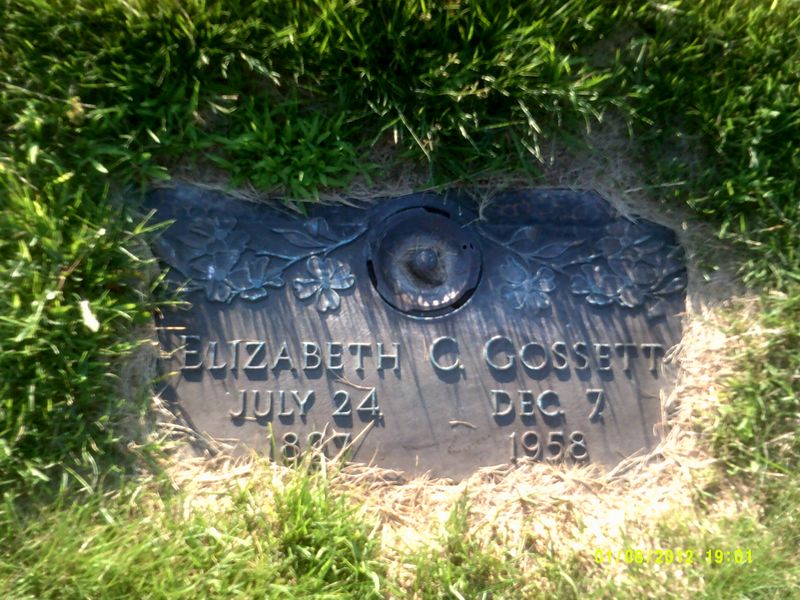 ELIZABETH C. GOSSETT
JULY 24, DEC. 7
1958
01/08/2012 19:01